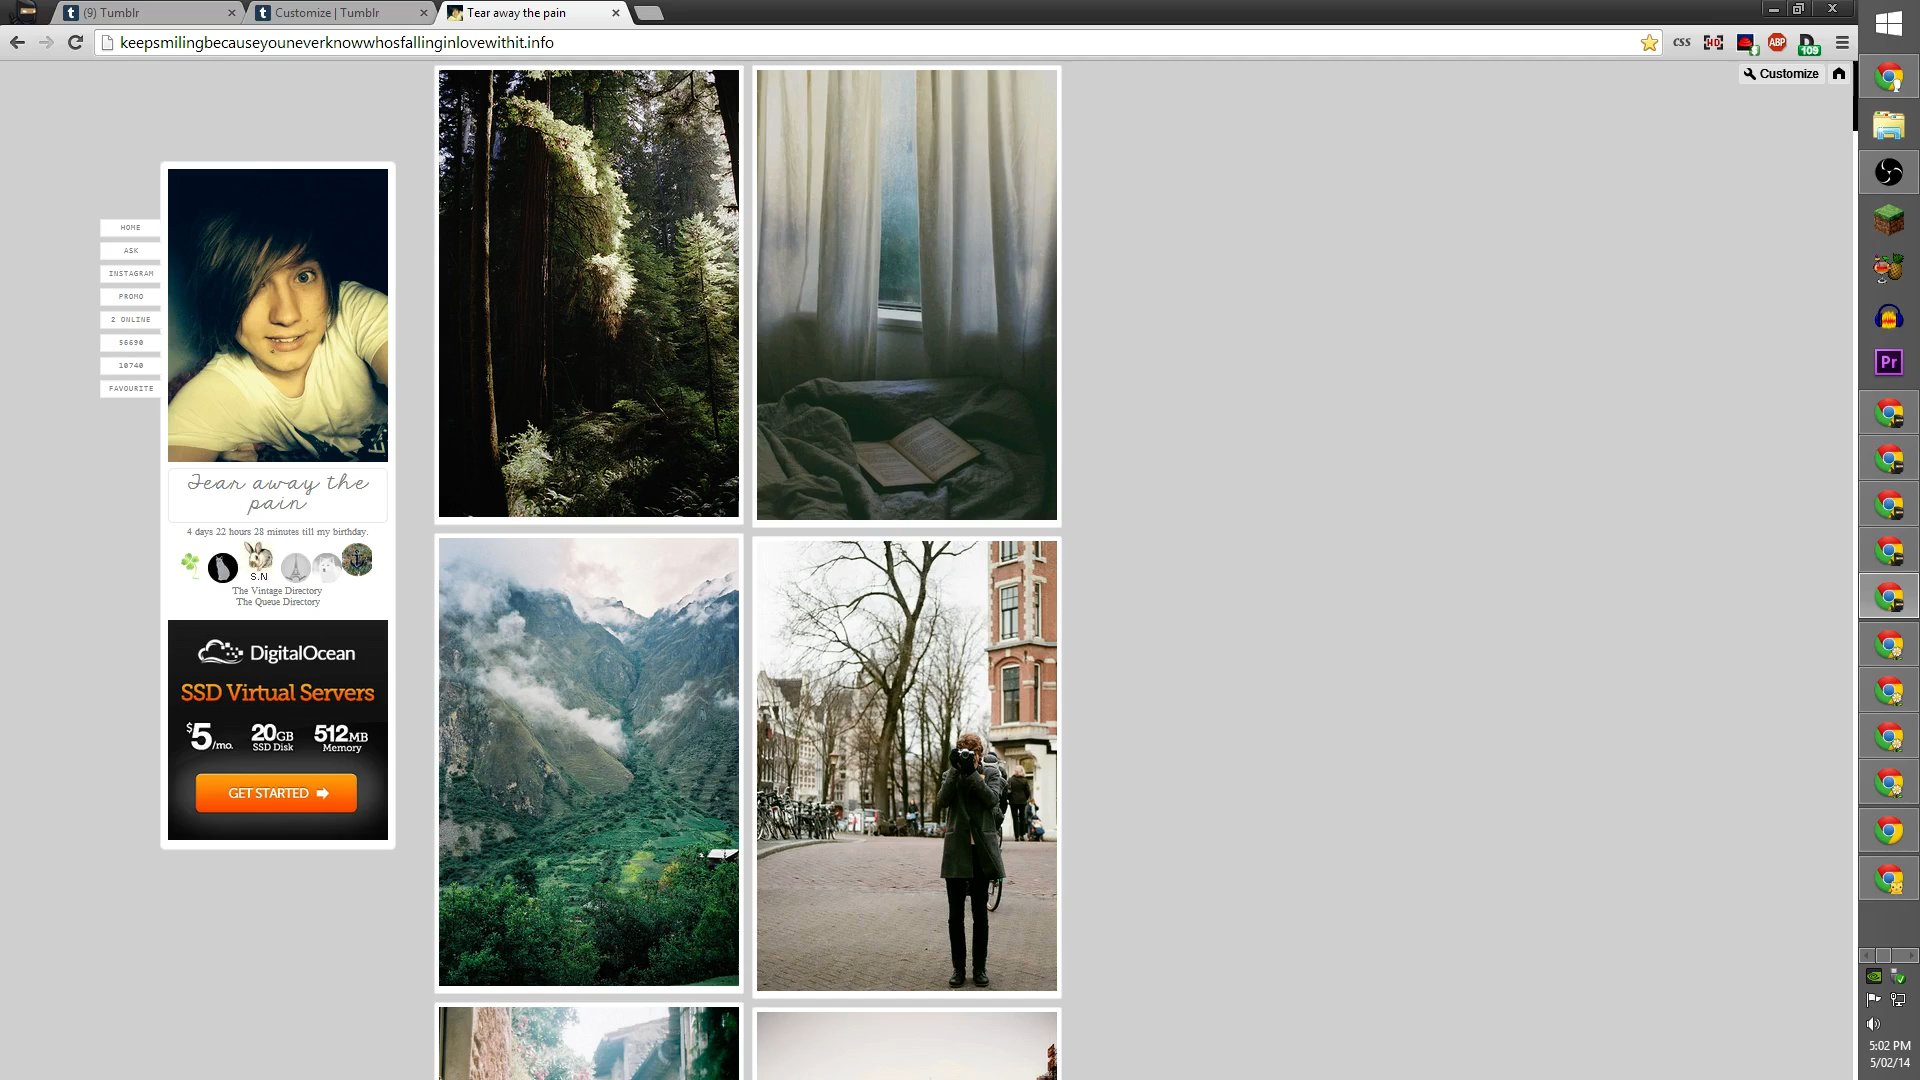 (9) Tumblr
Customize | Tumblr
Tear away the pain
keepsmilingbecauseyouneverknowwhosfallinginlovewithit.info
CSS
HD
ABP
109
Customize
HOME
ASK
INSTAGRAM
PROMO
2 ONLINE
56690
10740
FAVOURITE
Tear away the
pain
4 days 22 hours 28 minutes till my birthday.
S.N
The Vintage Directory
The Queue Directory
DigitalOcean
SSD Virtual Servers
$5/mo.
20GB
SSD Disk
512MB
Memory
GET STARTED
Pr
5:02 PM
5/02/14